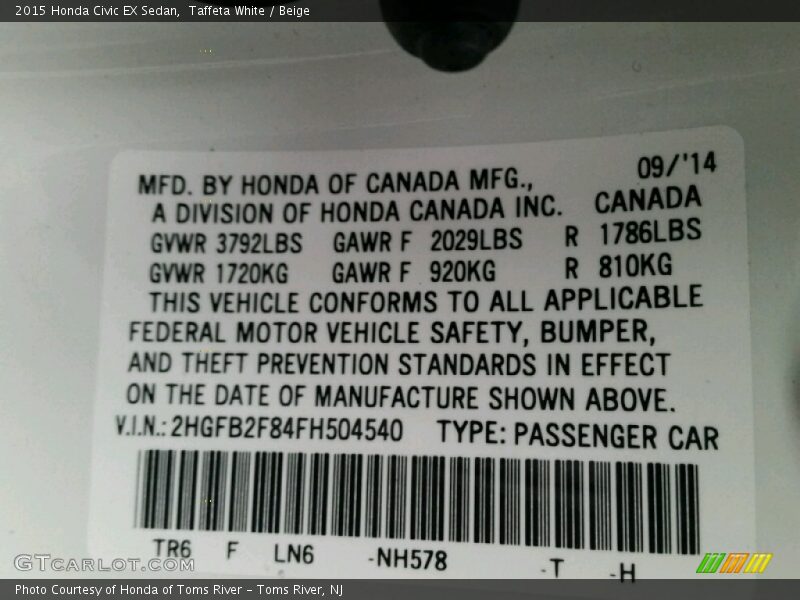 2015 Honda Civic EX Sedan,  Taffeta White / Beige
09/'14
MFD. BY HONDA OF CANADA MFG.,
A DIVISION OF HONDA CANADA INC. CANADA
GVWR 3792LBS GAWR F 2029LBS R 1786LBS
GVWR 1720KG GAWR F 920KG R 810KG
THIS VEHICLE CONFORMS TO ALL APPLICABLE
FEDERAL MOTOR VEHICLE SAFETY, BUMPER,
AND THEFT PREVENTION STANDARDS IN EFFECT
ON THE DATE OF MANUFACTURE SHOWN ABOVE.
V.I.N.: 2HGFB2F84FH504540 TYPE: PASSENGER CAR
TR6 F LN6 -NH578 -T -H
GTCARLOT.COM
Photo Courtesy of Honda of Toms River – Toms River, NJ